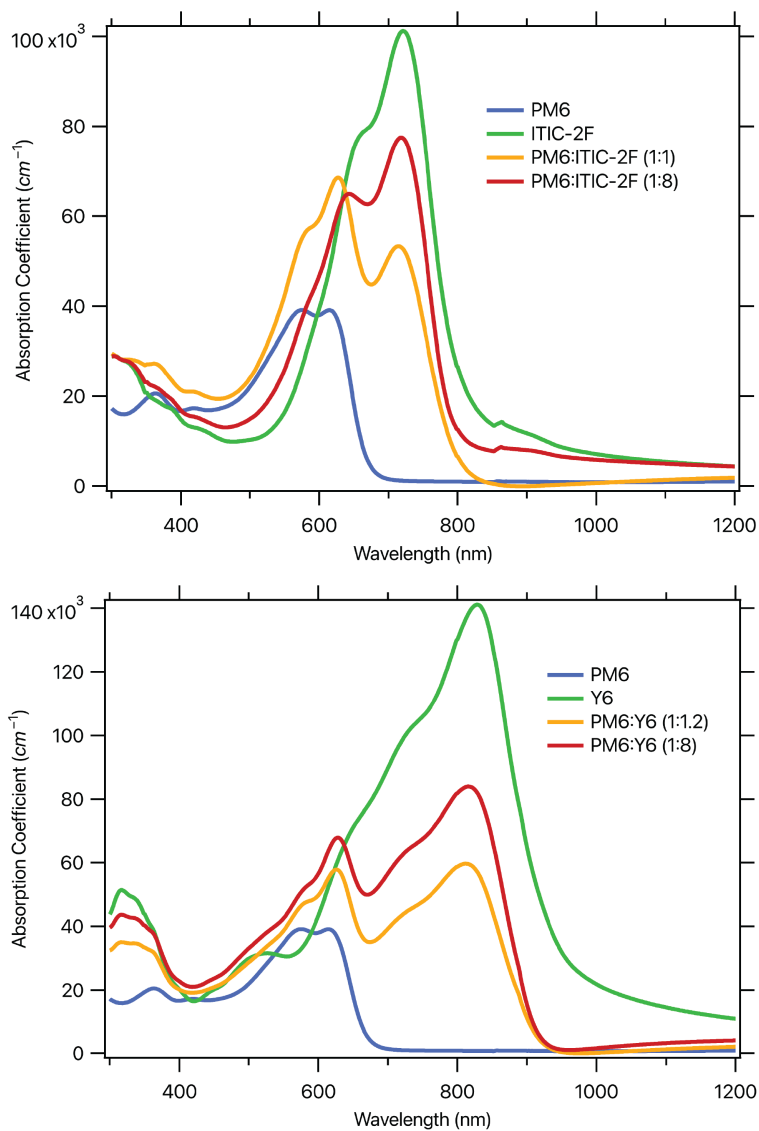 100 x10³
80
60
40
20
0
Absorption Coefficient (cm⁻¹)
PM6
ITIC-2F
PM6:ITIC-2F (1:1)
PM6:ITIC-2F (1:8)
400 600 800 1000 1200
Wavelength (nm)
140 x10³
120
100
80
60
40
20
0
Absorption Coefficient (cm⁻¹)
PM6
Y6
PM6:Y6 (1:1.2)
PM6:Y6 (1:8)
400 600 800 1000 1200
Wavelength (nm)